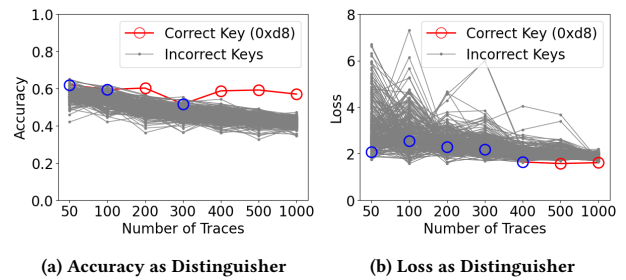 1.0
0.8
0.6
0.4
0.2
0.0
Accuracy
Correct Key (0xd8)
Incorrect Keys
50 100 200 300 400 500 1000
Number of Traces
(a) Accuracy as Distinguisher
8
6
4
2
0
Loss
Correct Key (0xd8)
Incorrect Keys
50 100 200 300 400 500 1000
Number of Traces
(b) Loss as Distinguisher